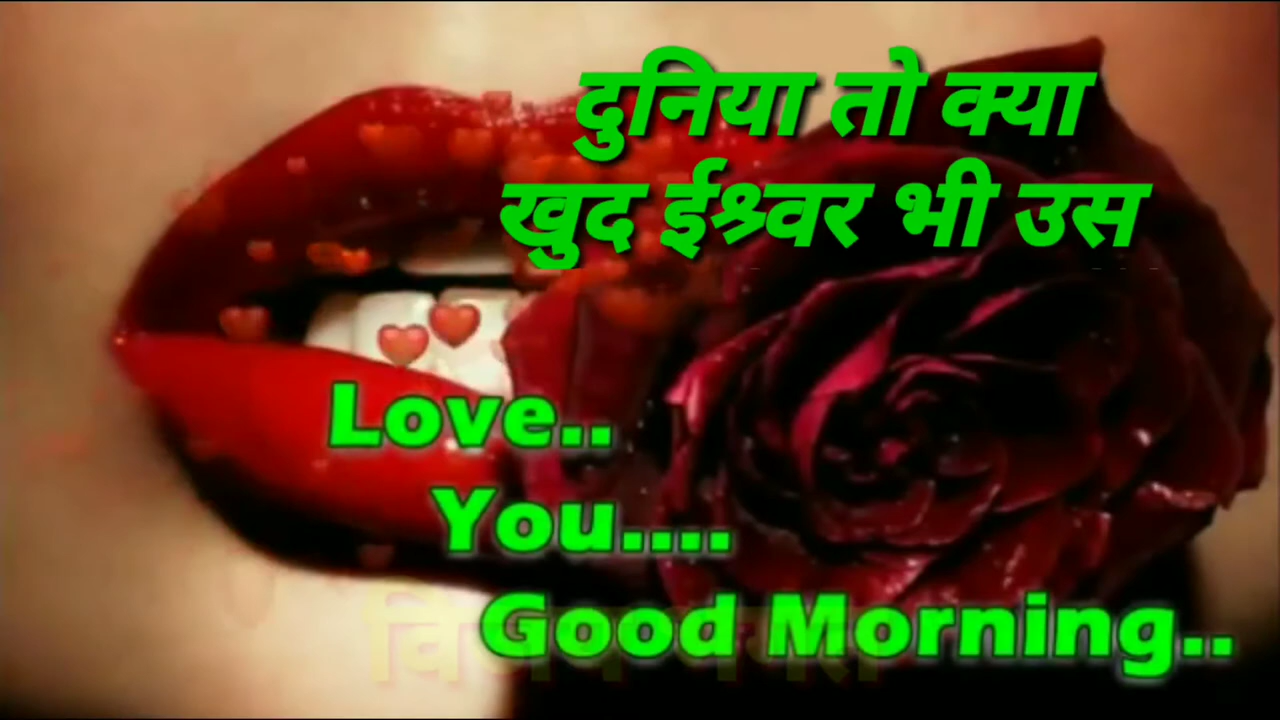 दुनिया तो क्या
खुद ईश्र्वर भी उस
Love..
You....
Good Morning..